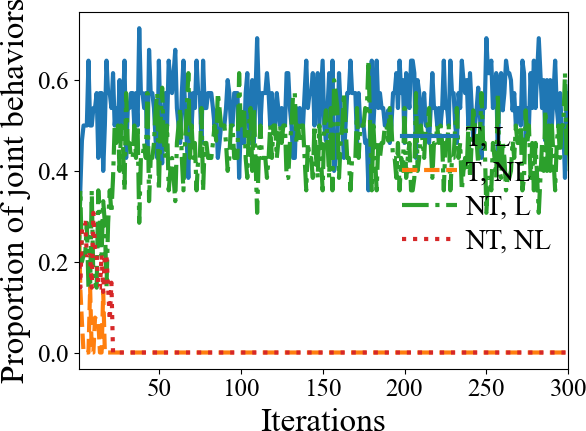 Proportion of joint behaviors
0.6
0.4
0.2
0.0
T, L
T, NL
NT, L
NT, NL
50 100 150 200 250 300
Iterations